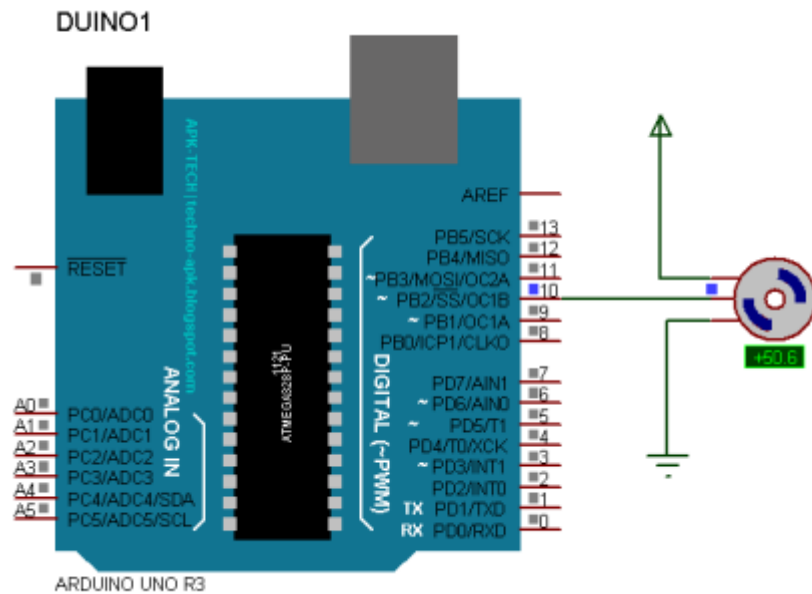 DUINO1
APK-TECH | techno-apk.blogspot.com
AREF
RESET
PB5/SCK 13
PB4/MISO 12
~PB3/MOSI/OC2A 11
~ PB2/SS/OC1B 10
~ PB1/OC1A 9
PB0/ICP1/CLKO 8
1121
ATMEGA328P-PU
DIGITAL (~PWM)
ANALOG IN
+50.6
PD7/AIN1 7
~ PD6/AIN0 6
~ PD5/T1 5
PD4/T0/XCK 4
~ PD3/INT1 3
PD2/INT0 2
TX PD1/TXD 1
RX PD0/RXD 0
A0 PC0/ADC0
A1 PC1/ADC1
A2 PC2/ADC2
A3 PC3/ADC3
A4 PC4/ADC4/SDA
A5 PC5/ADC5/SCL
ARDUINO UNO R3